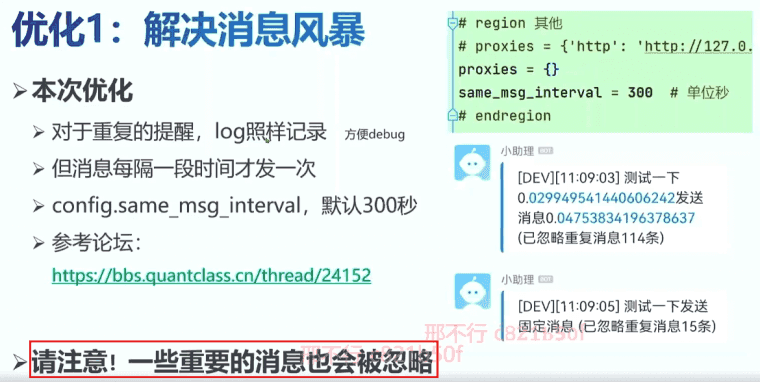 优化1：解决消息风暴
本次优化
对于重复的提醒，log照样记录 方便debug
但消息每隔一段时间才发一次
config.same_msg_interval，默认300秒
参考论坛：
https://bbs.quantclass.cn/thread/24152
请注意！一些重要的消息也会被忽略
# region 其他
# proxies = {'http': 'http://127.0.
proxies = {}
same_msg_interval = 300 # 单位秒
# endregion
小助理 BOT
[DEV][11:09:03] 测试一下
0.029949541440606242发送
消息0.04753834196378637
(已忽略重复消息114条)
小助理 BOT
[DEV][11:09:05] 测试一下发送
固定消息 (已忽略重复消息15条)
邢不行 c821b50f
邢不行 c821b50f